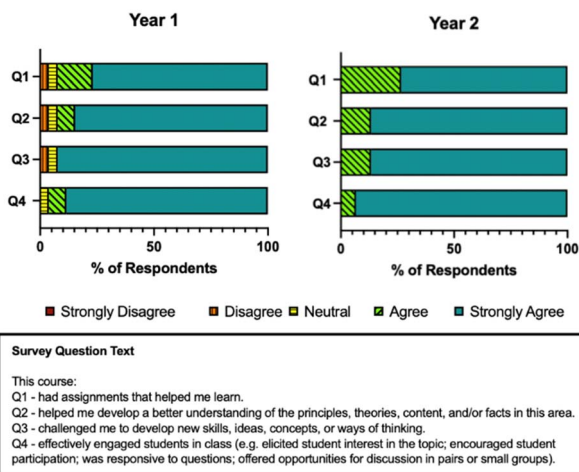 Year 1
Year 2
Q1
Q2
Q3
Q4
0
50
100
% of Respondents
Q1
Q2
Q3
Q4
0
50
100
% of Respondents
Strongly Disagree
Disagree
Neutral
Agree
Strongly Agree
Survey Question Text
This course:
Q1 - had assignments that helped me learn.
Q2 - helped me develop a better understanding of the principles, theories, content, and/or facts in this area.
Q3 - challenged me to develop new skills, ideas, concepts, or ways of thinking.
Q4 - effectively engaged students in class (e.g. elicited student interest in the topic; encouraged student
participation; was responsive to questions; offered opportunities for discussion in pairs or small groups).